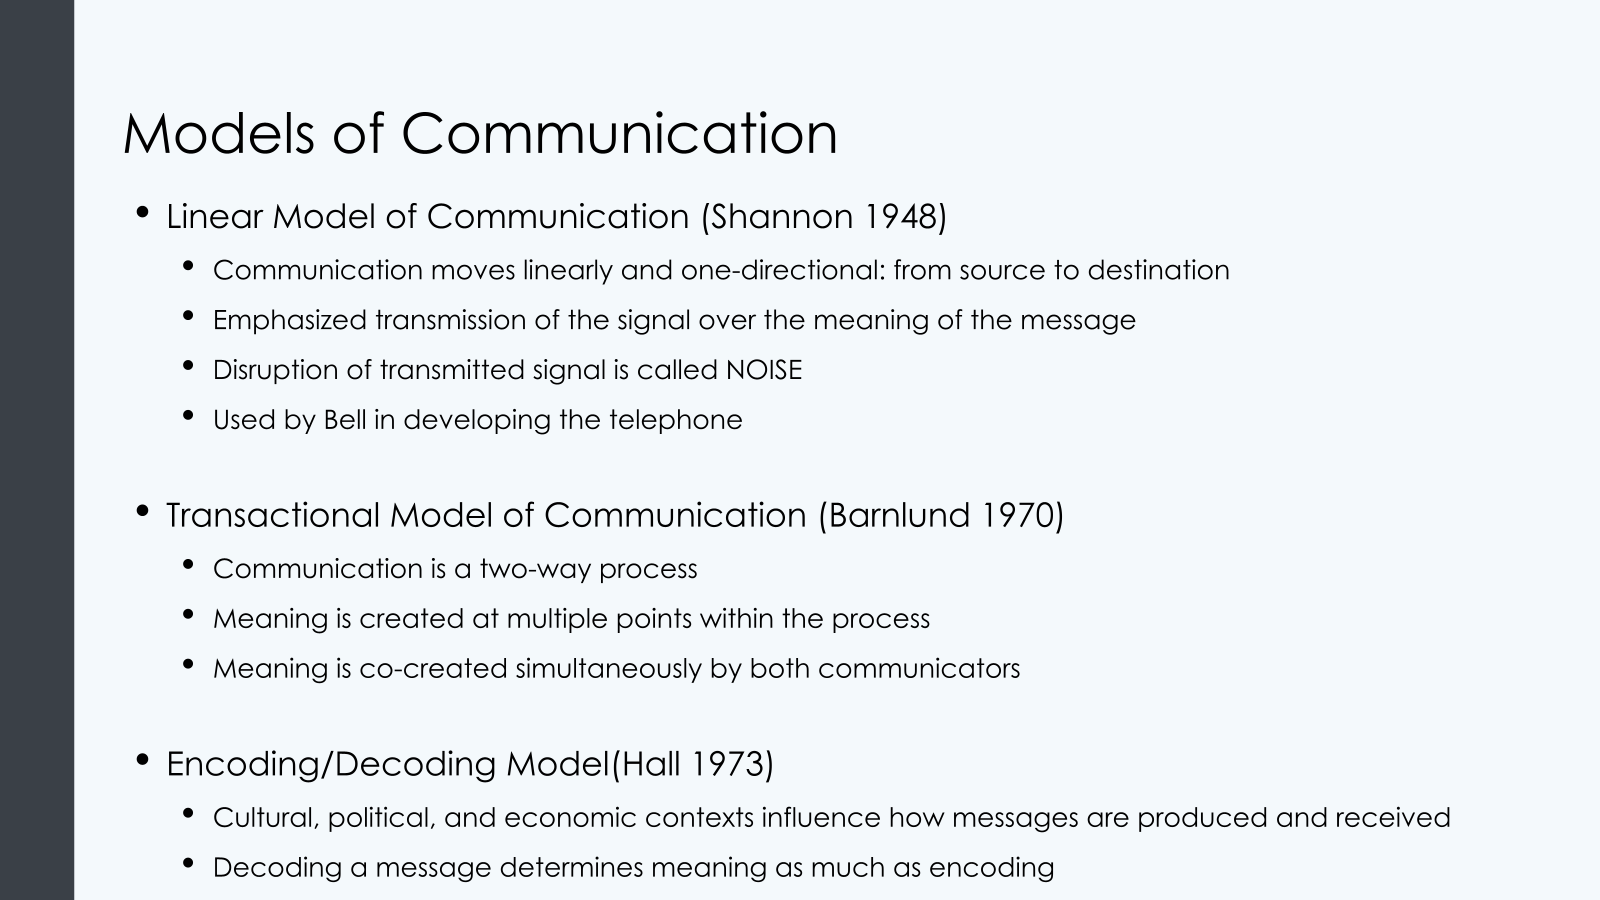 Models of Communication
• Linear Model of Communication (Shannon 1948)
• Communication moves linearly and one-directional: from source to destination
• Emphasized transmission of the signal over the meaning of the message
• Disruption of transmitted signal is called NOISE
• Used by Bell in developing the telephone
• Transactional Model of Communication (Barnlund 1970)
• Communication is a two-way process
• Meaning is created at multiple points within the process
• Meaning is co-created simultaneously by both communicators
• Encoding/Decoding Model(Hall 1973)
• Cultural, political, and economic contexts influence how messages are produced and received
• Decoding a message determines meaning as much as encoding